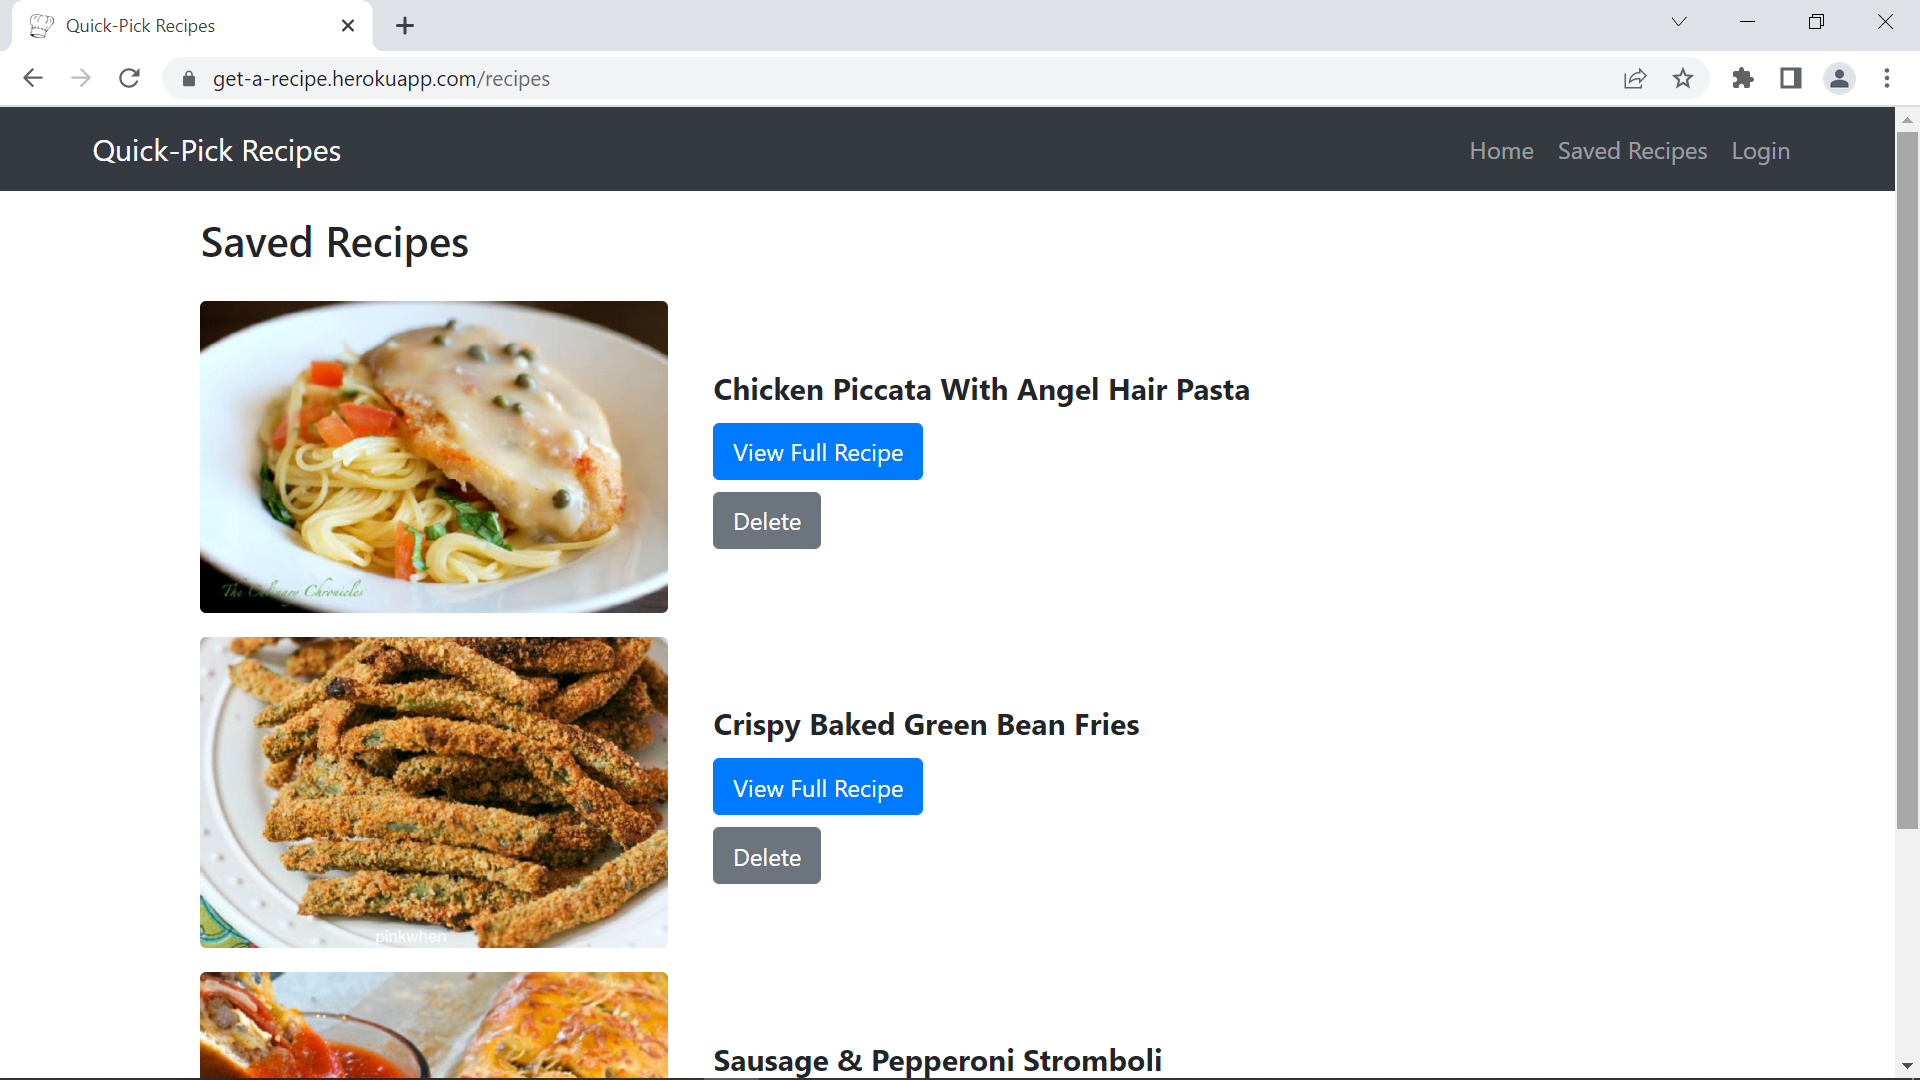 Quick-Pick Recipes
get-a-recipe.herokuapp.com/recipes
Quick-Pick Recipes
Home Saved Recipes Login
Saved Recipes
The Culinary Chronicles
Chicken Piccata With Angel Hair Pasta
View Full Recipe
Delete
pinkwhen
Crispy Baked Green Bean Fries
View Full Recipe
Delete
Sausage & Pepperoni Stromboli